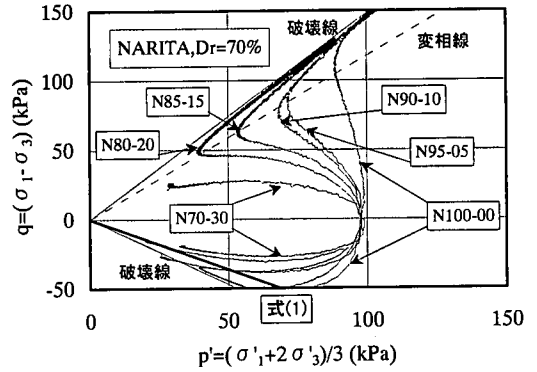 破壊線
変相線
NARITA,Dr=70%
N85-15
N90-10
N80-20
N95-05
N70-30
N100-00
破壊線
式(1)
150
100
50
0
-50
0
50
100
150
q=(σ₁-σ₃) (kPa)
p'=(σ'₁+2σ'₃)/3 (kPa)